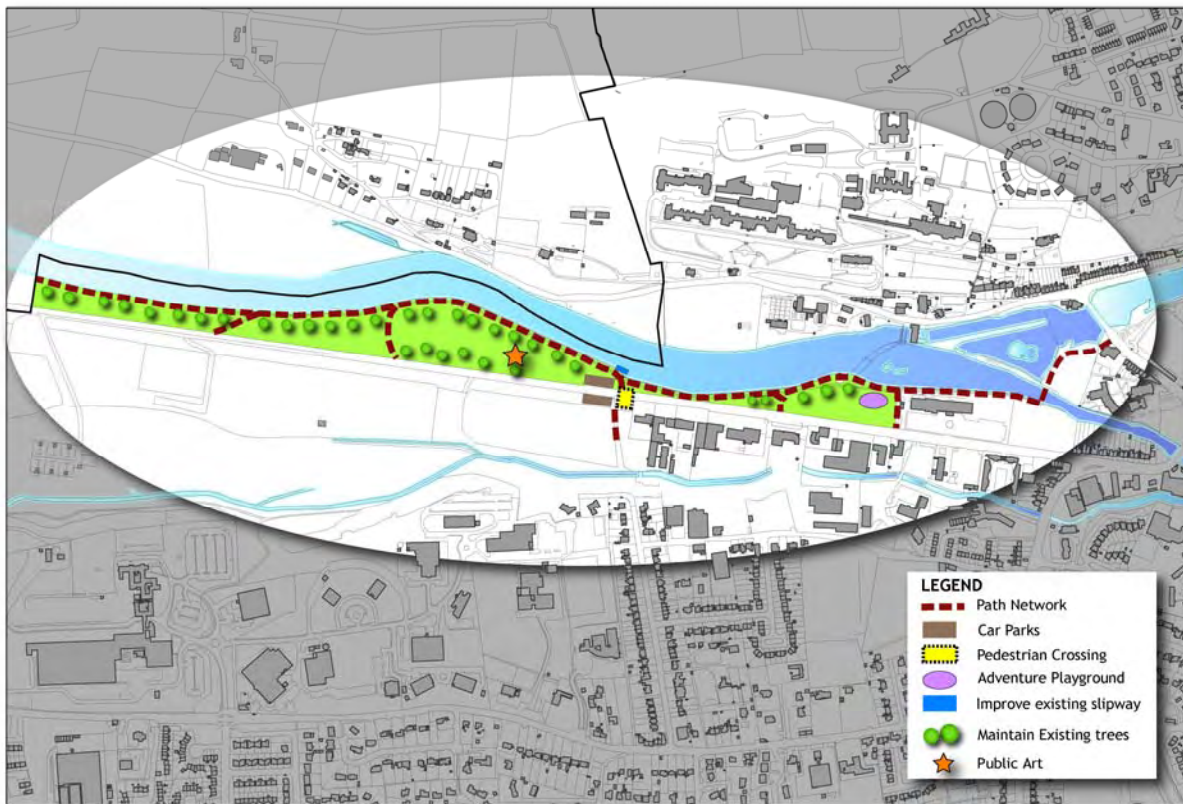 LEGEND
Path Network
Car Parks
Pedestrian Crossing
Adventure Playground
Improve existing slipway
Maintain Existing trees
Public Art